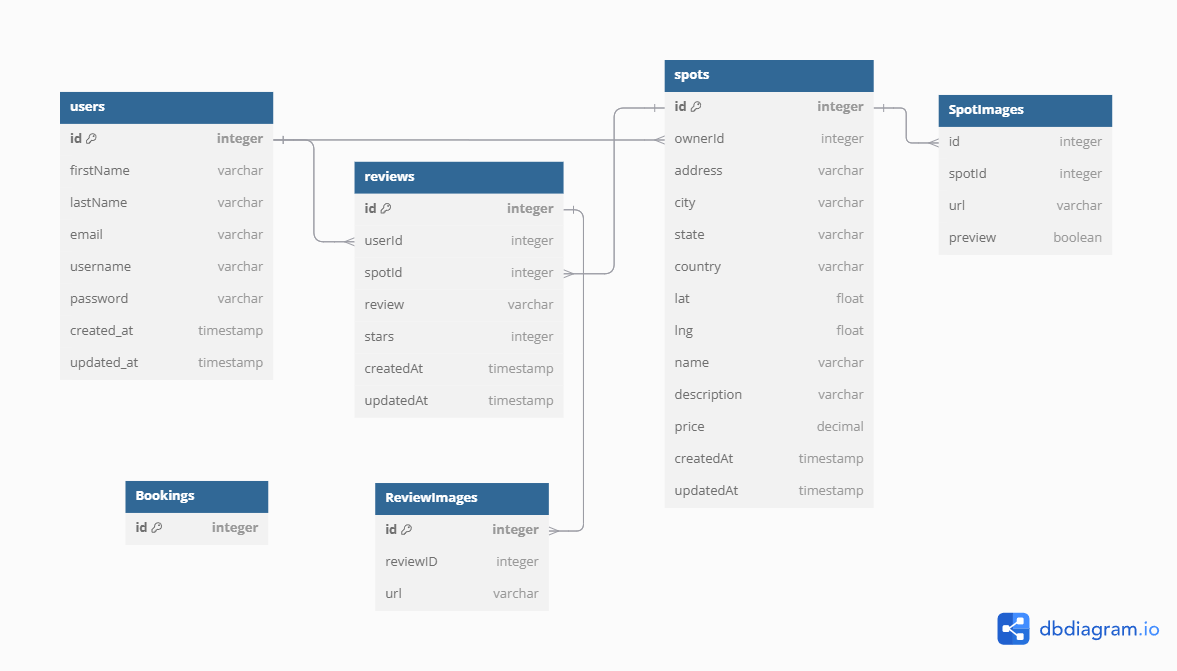 users
id integer
firstName varchar
lastName varchar
email varchar
username varchar
password varchar
created_at timestamp
updated_at timestamp
reviews
id integer
userId integer
spotId integer
review varchar
stars integer
createdAt timestamp
updatedAt timestamp
spots
id integer
ownerId integer
address varchar
city varchar
state varchar
country varchar
lat float
lng float
name varchar
description varchar
price decimal
createdAt timestamp
updatedAt timestamp
SpotImages
id integer
spotId integer
url varchar
preview boolean
Bookings
id integer
ReviewImages
id integer
reviewID integer
url varchar
dbdiagram.io